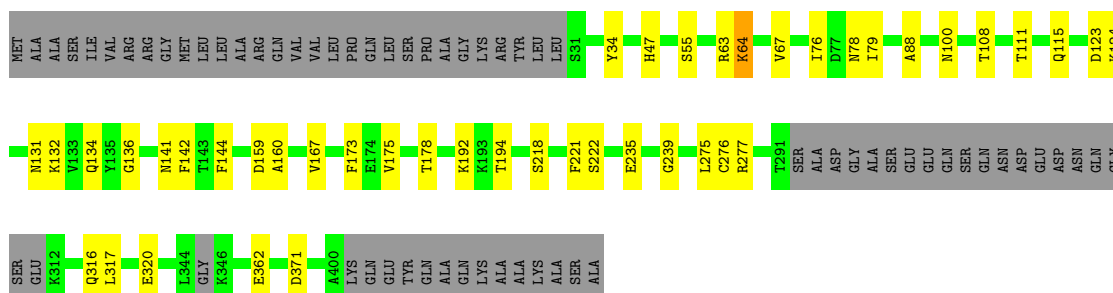 MET ALA ALA SER ILE VAL ARG ARG GLY MET LEU LEU ALA ARG GLN VAL VAL LEU PRO GLN LEU SER PRO ALA GLY LYS ARG TYR LEU LEU S31 Y34 H47 S55 R63 K64 V67 I76 D77 N78 I79 A88 N100 T108 T111 Q115 D123 K124
N131 K132 V133 Q134 Y135 G136 N141 F142 T143 F144 D159 A160 V167 F173 E174 V175 T178 K192 K193 T194 S218 F221 S222 E235 G239 L275 C276 R277 T291 SER ALA ASP GLY ALA SER GLU GLU GLN SER GLN ASN ASP GLU ASP ASN GLN GLY
SER GLU K312 Q316 L317 E320 L344 GLY K346 E362 D371 A400 LYS GLN GLU TYR GLN ALA GLN LYS ALA ALA LYS ALA SER ALA